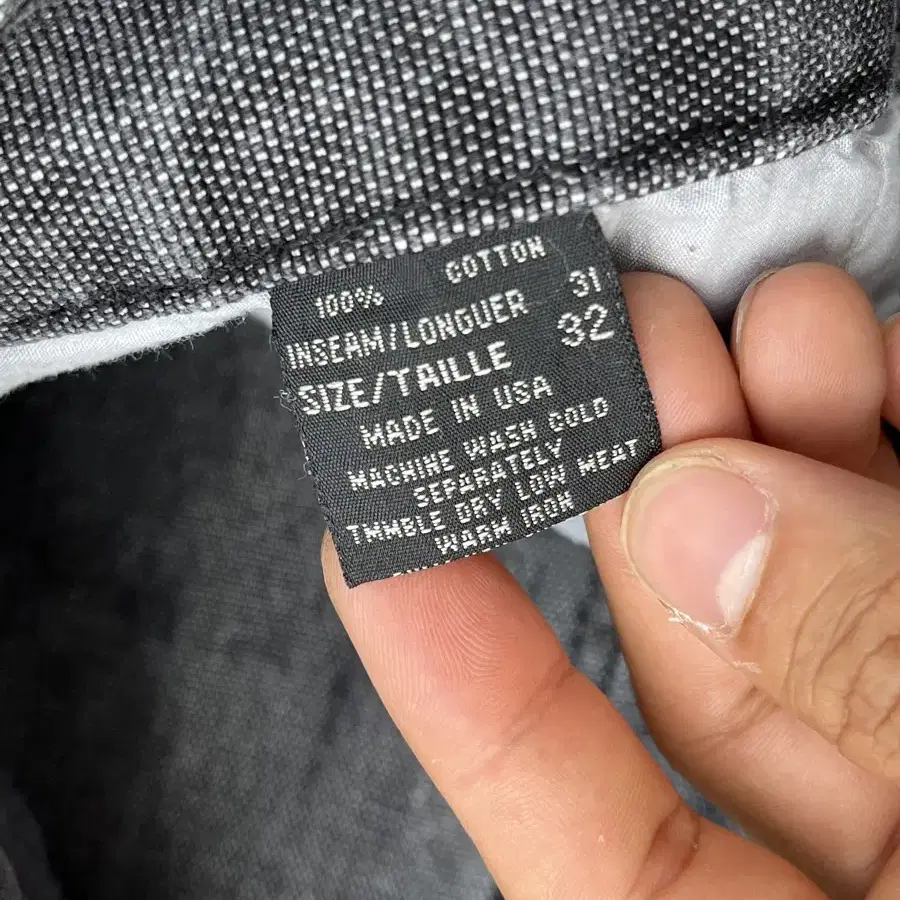 100% COTTON
INSEAM/LONGUER 31
SIZE/TAILLE 32
MADE IN USA
MACHINE WASH COLD
SEPARATELY
TMMBLE DRY LOW HEAT
WARM IRON